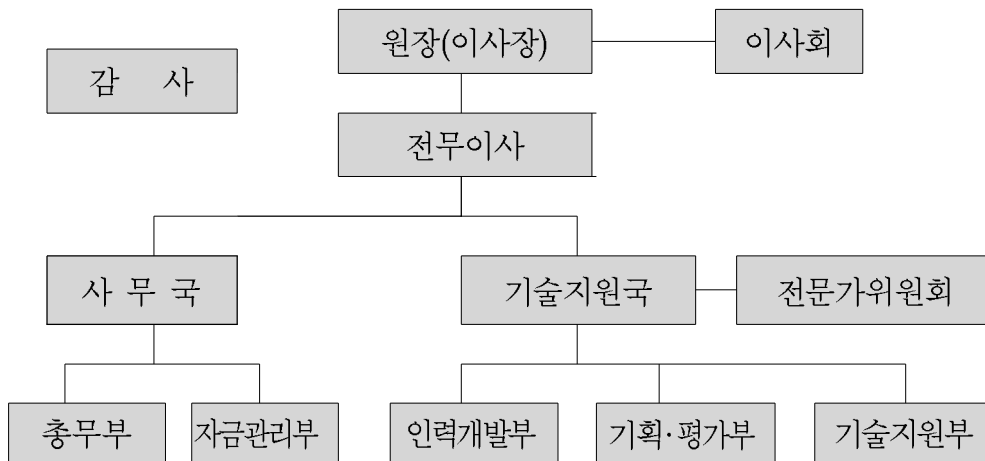 원장(이사장)
이사회
감 사
전무이사
사 무 국
기술지원국
전문가위원회
총무부
자금관리부
인력개발부
기획·평가부
기술지원부